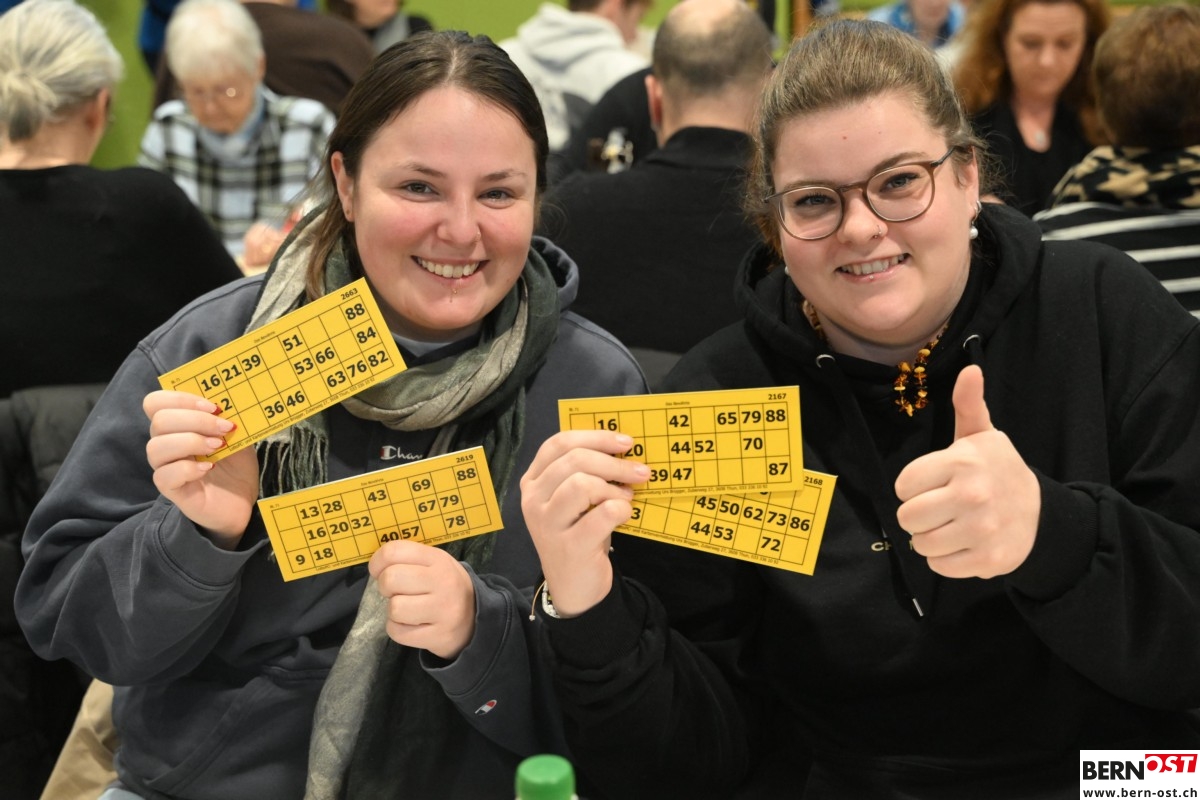 2663
16 21 39 51 88
2 53 66 84
36 46 63 76 82
Cha
2619
13 28 43 69 88
16 20 32 67 79
9 18 40 57 78
2167
16 42 65 79 88
20 44 52 70
39 47 87
2168
45 50 62 73 86
3 44 53 72
CH
BERNOST
www.bern-ost.ch